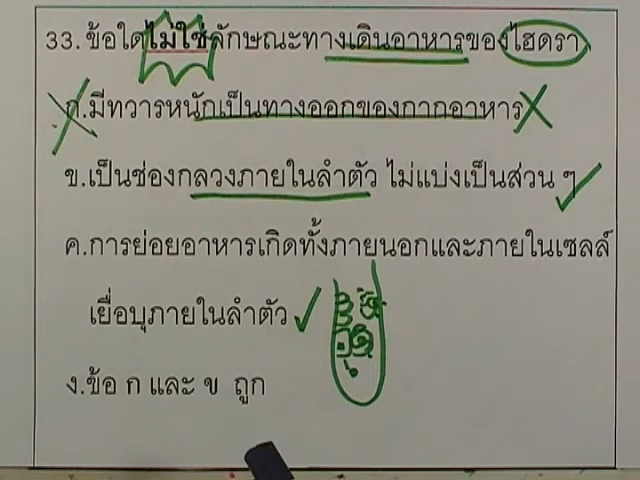 33. ข้อใดไม่ใช่ลักษณะทางเดินอาหารของไฮดรา
ก.มีทวารหนักเป็นทางออกของกากอาหาร
ข.เป็นช่องกลวงภายในลำตัว ไม่แบ่งเป็นส่วน ๆ
ค.การย่อยอาหารเกิดทั้งภายนอกและภายในเซลล์
เยื่อบุภายในลำตัว
ง.ข้อ ก และ ข ถูก